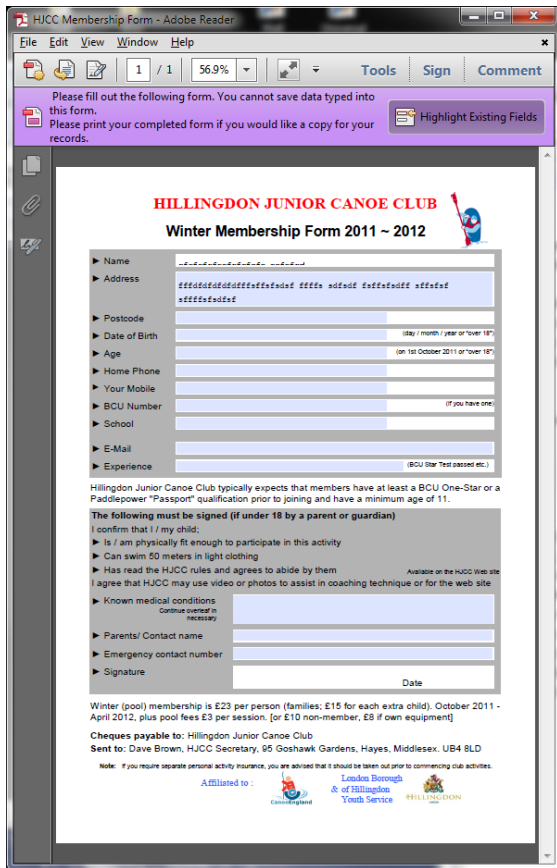 HJCC Membership Form - Adobe Reader
File Edit View Window Help
1 / 1 56.9% Tools Sign Comment
Please fill out the following form. You cannot save data typed into
this form.
Please print your completed form if you would like a copy for your
records.
Highlight Existing Fields
HILLINGDON JUNIOR CANOE CLUB
Winter Membership Form 2011 ~ 2012
► Name
► Address
► Postcode
► Date of Birth (day / month / year or "over 18")
► Age (on 1st October 2011 or "over 18")
► Home Phone
► Your Mobile
► BCU Number (if you have one)
► School
► E-Mail
► Experience (BCU Star Test passed etc.)
Hillingdon Junior Canoe Club typically expects that members have at least a BCU One-Star or a
Paddlepower "Passport" qualification prior to joining and have a minimum age of 11.
The following must be signed (if under 18 by a parent or guardian)
I confirm that I / my child;
► Is / am physically fit enough to participate in this activity
► Can swim 50 meters in light clothing
► Has read the HJCC rules and agrees to abide by them Available on the HJCC Web site
I agree that HJCC may use video or photos to assist in coaching technique or for the web site
► Known medical conditions
Continue overleaf in
necessary
► Parents/ Contact name
► Emergency contact number
► Signature
Date
Winter (pool) membership is £23 per person (families; £15 for each extra child). October 2011 -
April 2012, plus pool fees £3 per session. [or £10 non-member, £8 if own equipment]
Cheques payable to: Hillingdon Junior Canoe Club
Sent to: Dave Brown, HJCC Secretary, 95 Goshawk Gardens, Hayes, Middlesex. UB4 8LD
Note: If you require separate personal activity insurance, you are advised that it should be taken out prior to commencing club activities.
Affilisted to :
CanoeEngland
London Borough
& of Hillingdon
Youth Service
HILLINGDON